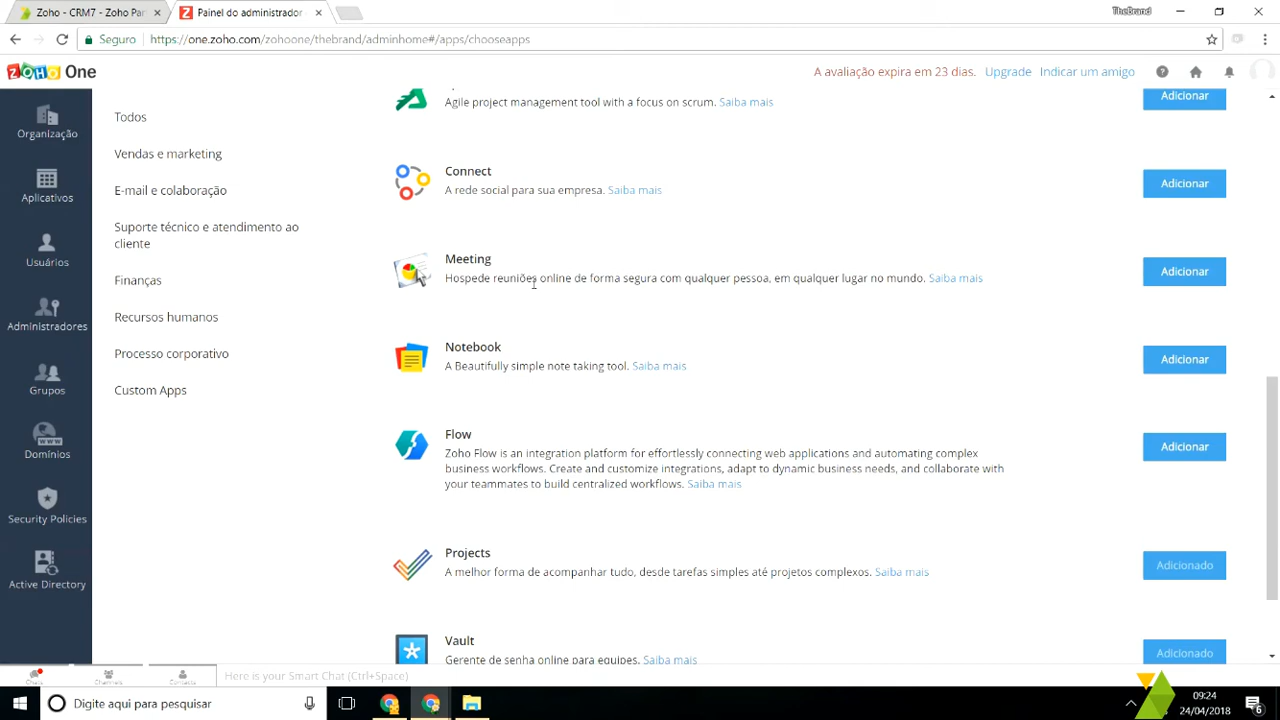 Zoho - CRM7 - Zoho Par
Painel do administrador
TheBrand
Seguro
https://one.zoho.com/zohoone/thebrand/adminhome#/apps/chooseapps
ZOHO One
A avaliação expira em 23 dias. Upgrade Indicar um amigo
Organização
Aplicativos
Usuários
Administradores
Grupos
Domínios
Security Policies
Active Directory
Todos
Vendas e marketing
E-mail e colaboração
Suporte técnico e atendimento ao
cliente
Finanças
Recursos humanos
Processo corporativo
Custom Apps
Agile project management tool with a focus on scrum. Saiba mais
Adicionar
Connect
A rede social para sua empresa. Saiba mais
Adicionar
Meeting
Hospede reuniões online de forma segura com qualquer pessoa, em qualquer lugar no mundo. Saiba mais
Adicionar
Notebook
A Beautifully simple note taking tool. Saiba mais
Adicionar
Flow
Zoho Flow is an integration platform for effortlessly connecting web applications and automating complex
business workflows. Create and customize integrations, adapt to dynamic business needs, and collaborate with
your teammates to build centralized workflows. Saiba mais
Adicionar
Projects
A melhor forma de acompanhar tudo, desde tarefas simples até projetos complexos. Saiba mais
Adicionado
Vault
Gerente de senha online para equipes. Saiba mais
Adicionado
Chats
Channels
Contacts
Here is your Smart Chat (Ctrl+Space)
Digite aqui para pesquisar
09:24
24/04/2018
6